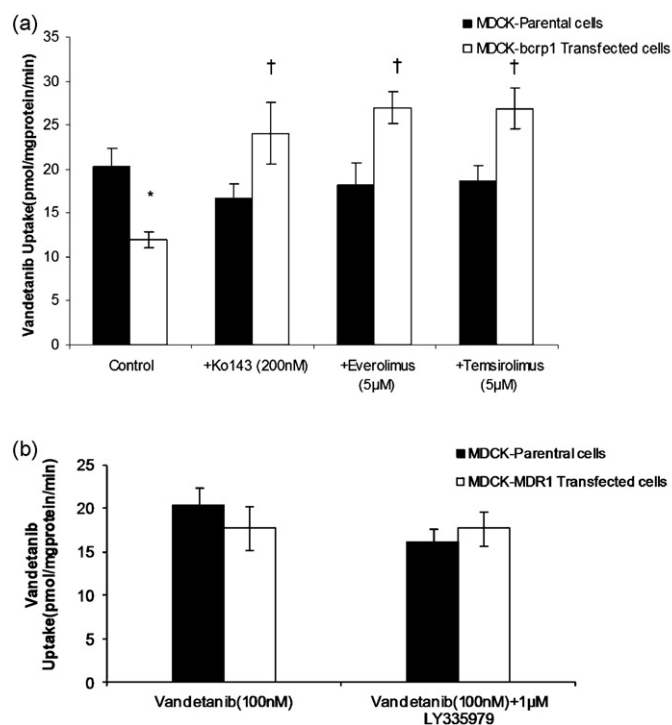 (a)
MDCK-Parental cells
MDCK-bcrp1 Transfected cells
Vandetanib Uptake(pmol/mgprotein/min)
35
30
25
20
15
10
5
0
*
†
†
†
Control
+Ko143 (200nM)
+Everolimus
(5µM)
+Temsirolimus
(5µM)
(b)
MDCK-Parentral cells
MDCK-MDR1 Transfected cells
Vandetanib
Uptake(pmol/mgprotein/min)
25
20
15
10
5
0
Vandetanib(100nM)
Vandetanib(100nM)+1µM
LY335979